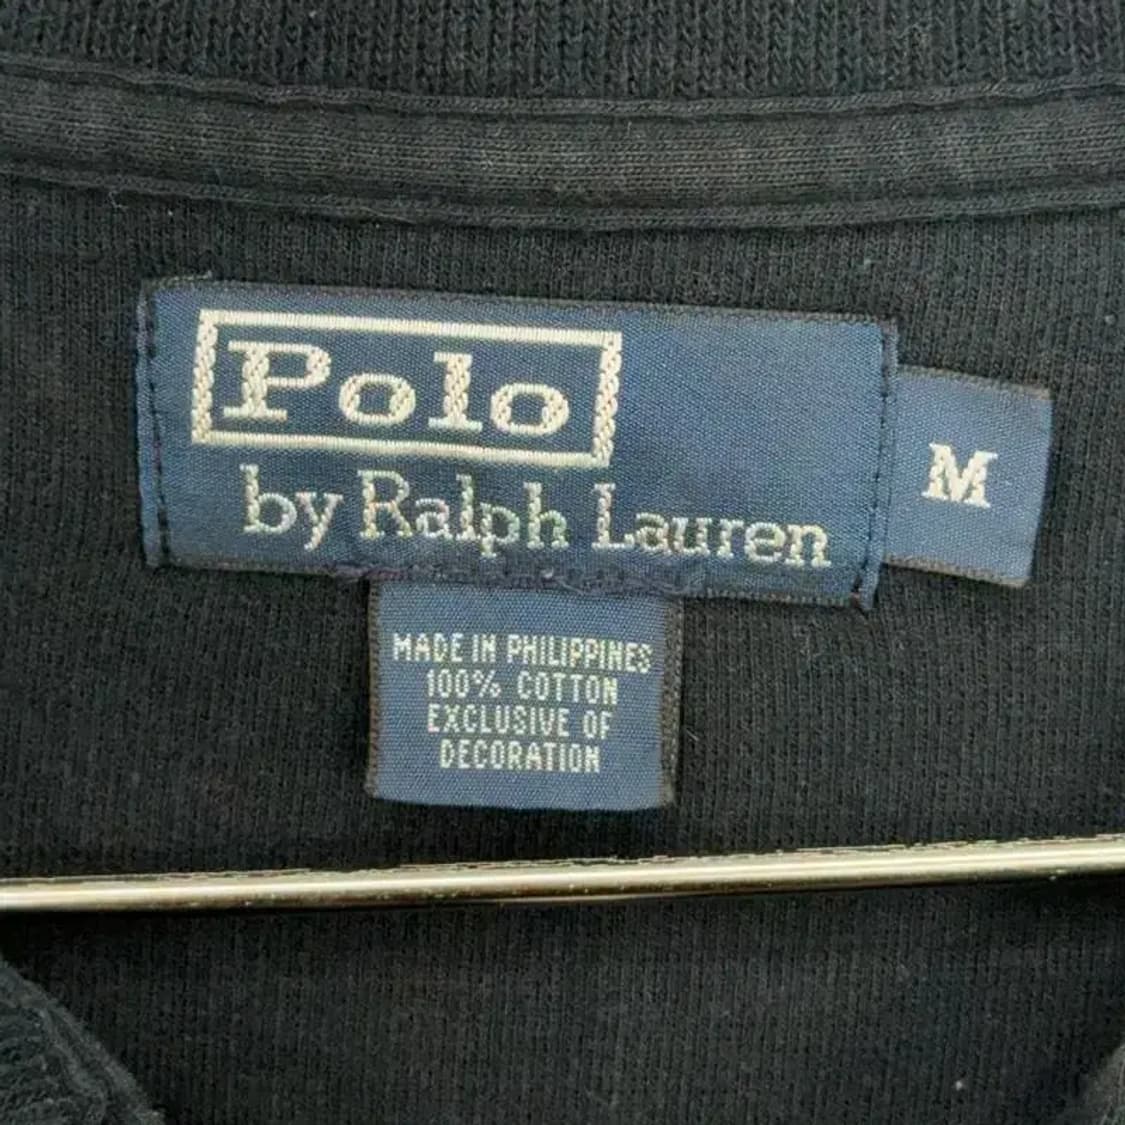 Polo
by Ralph Lauren
M
MADE IN PHILIPPINES
100% COTTON
EXCLUSIVE OF
DECORATION